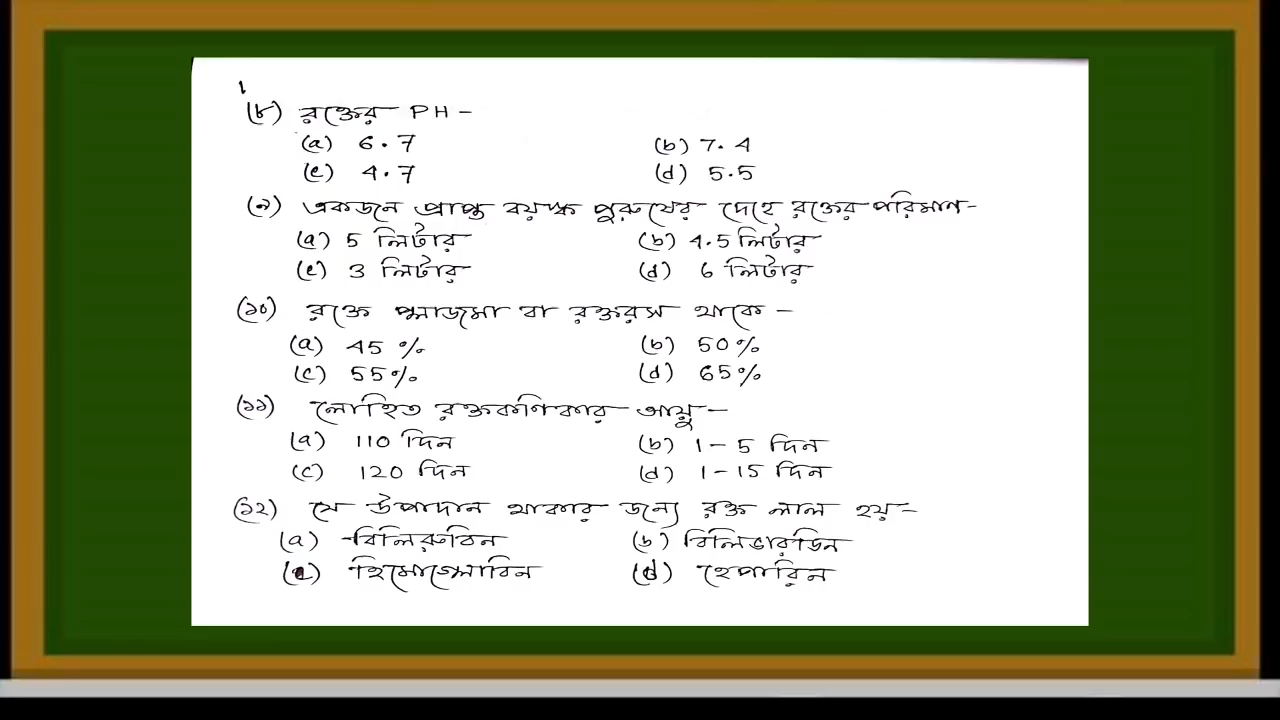 (৮) রক্তের PH -
(a) 6.7 (b) 7.4
(c) 4.7 (d) 5.5
(৯) একজন প্রাপ্ত বয়স্ক পুরুষের দেহে রক্তের পরিমাণ-
(a) 5 লিটার (b) 4.5 লিটার
(c) 3 লিটার (d) 6 লিটার
(১০) রক্তে প্লাজমা বা রক্তরস থাকে -
(a) 45 % (b) 50%
(c) 55% (d) 65%
(১১) লোহিত রক্তকণিকার আয়ু -
(a) 110 দিন (b) 1 - 5 দিন
(c) 120 দিন (d) 1-15 দিন
(১২) যে উপাদান থাকার জন্য রক্ত লাল হয় -
(a) বিলিরুবিন (b) বিলিভারডিন
(c) হিমোগ্লোবিন (d) হেপারিন